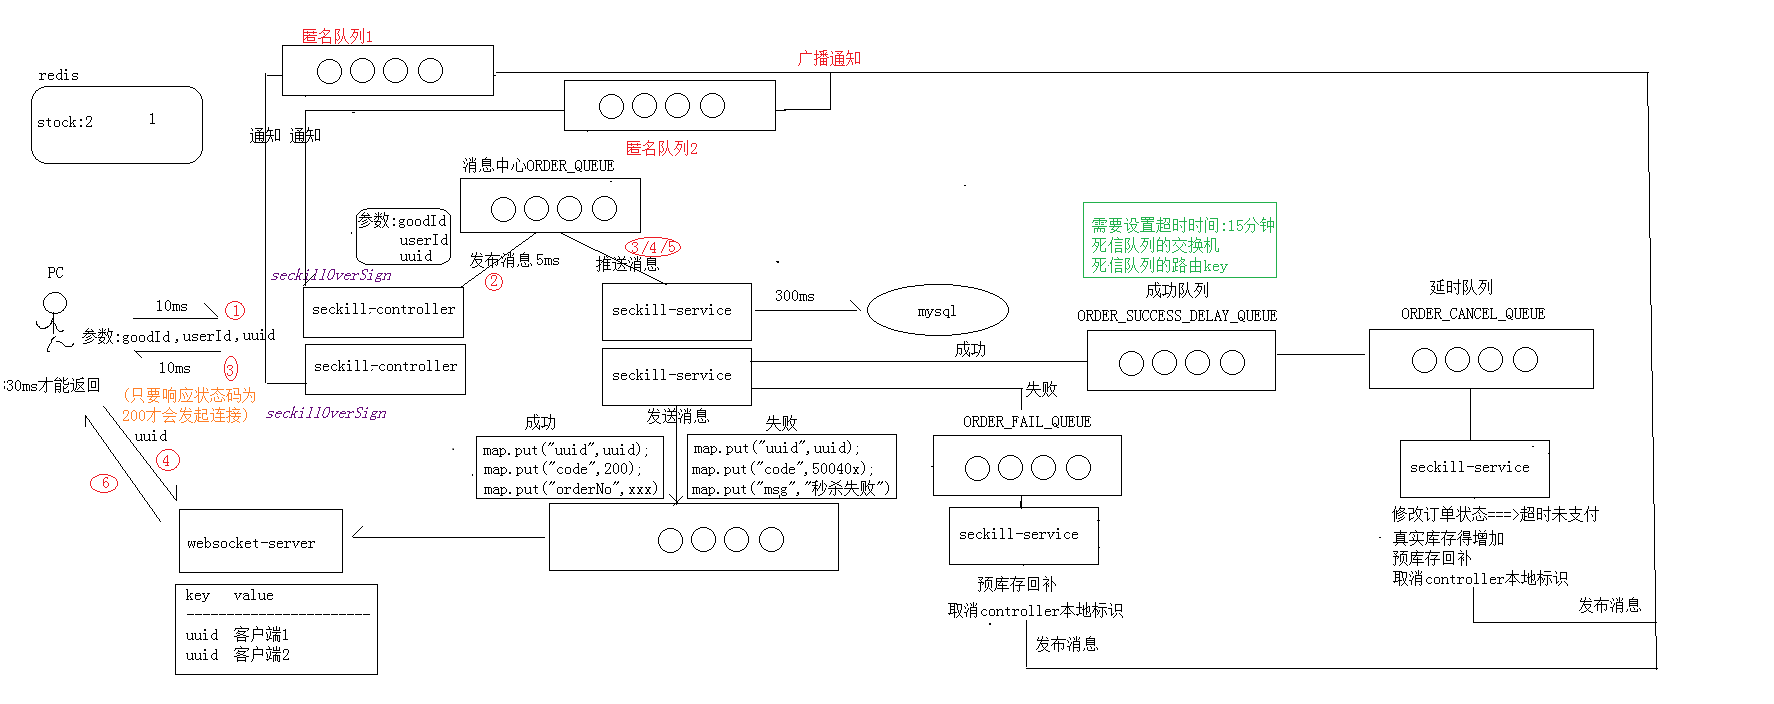 匿名队列1
广播通知
redis
stock:2
1
通知
通知
匿名队列2
消息中心ORDER_QUEUE
参数:goodId
userId
uuid
3/4/5
发布消息 5ms
推送消息
2
seckillOverSign
需要设置超时时间:15分钟
死信队列的交换机
死信队列的路由key
PC
10ms
1
seckill-controller
seckill-service
300ms
mysql
成功队列
ORDER_SUCCESS_DELAY_QUEUE
延时队列
ORDER_CANCEL_QUEUE
参数:goodId,userId,uuid
10ms
3
seckill-controller
seckill-service
成功
失败
:30ms才能返回
(只要响应状态码为
200才会发起连接)
seckillOverSign
发送消息
ORDER_FAIL_QUEUE
uuid
4
6
成功
map.put("uuid",uuid);
map.put("code",200);
map.put("orderNo",xxx)
失败
map.put("uuid",uuid);
map.put("code",50040x);
map.put("msg","秒杀失败")
seckill-service
seckill-service
修改订单状态===>超时未支付
真实库存得增加
预库存回补
取消controller本地标识
websocket-server
预库存回补
取消controller本地标识
发布消息
发布消息
key value
-----------------------
uuid 客户端1
uuid 客户端2